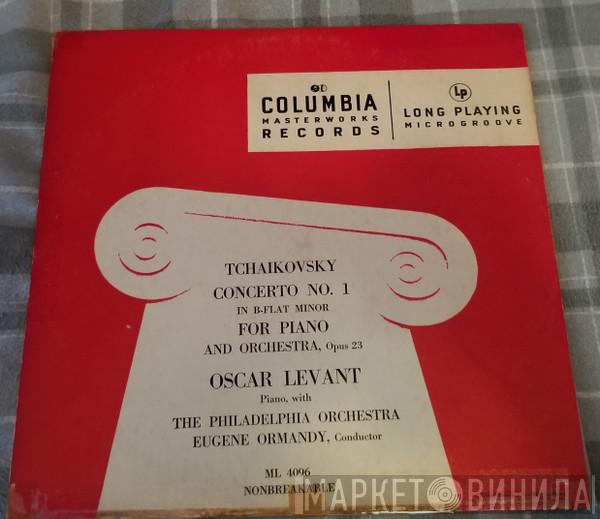 COLUMBIA
MASTERWORKS
RECORDS
LP
LONG PLAYING
MICROGROOVE
TCHAIKOVSKY
CONCERTO NO. 1
IN B-FLAT MINOR
FOR PIANO
AND ORCHESTRA, Opus 23
OSCAR LEVANT
Piano, with
THE PHILADELPHIA ORCHESTRA
EUGENE ORMANDY, Conductor
ML 4096
NONBREAKABLE
МАРКЕТ ВИНИЛА